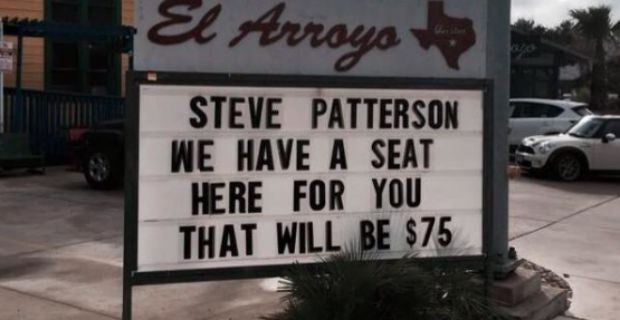 El Arroyo
STEVE PATTERSON
WE HAVE A SEAT
HERE FOR YOU
THAT WILL BE $75